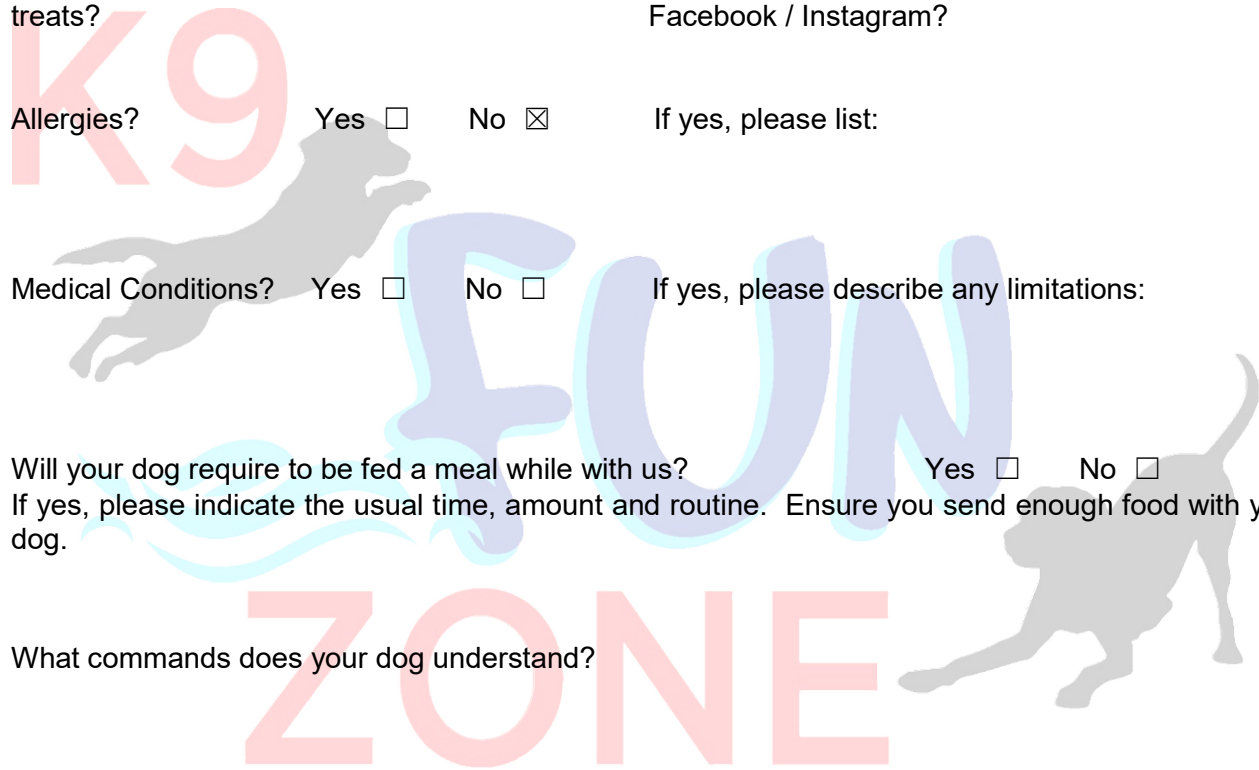 treats? Facebook / Instagram?
K9
Allergies? Yes ☐ No ☒ If yes, please list:
Medical Conditions? Yes ☐ No ☐ If yes, please describe any limitations:
FUN
Will your dog require to be fed a meal while with us? Yes ☐ No ☐
If yes, please indicate the usual time, amount and routine. Ensure you send enough food with
dog.
ZONE
What commands does your dog understand?